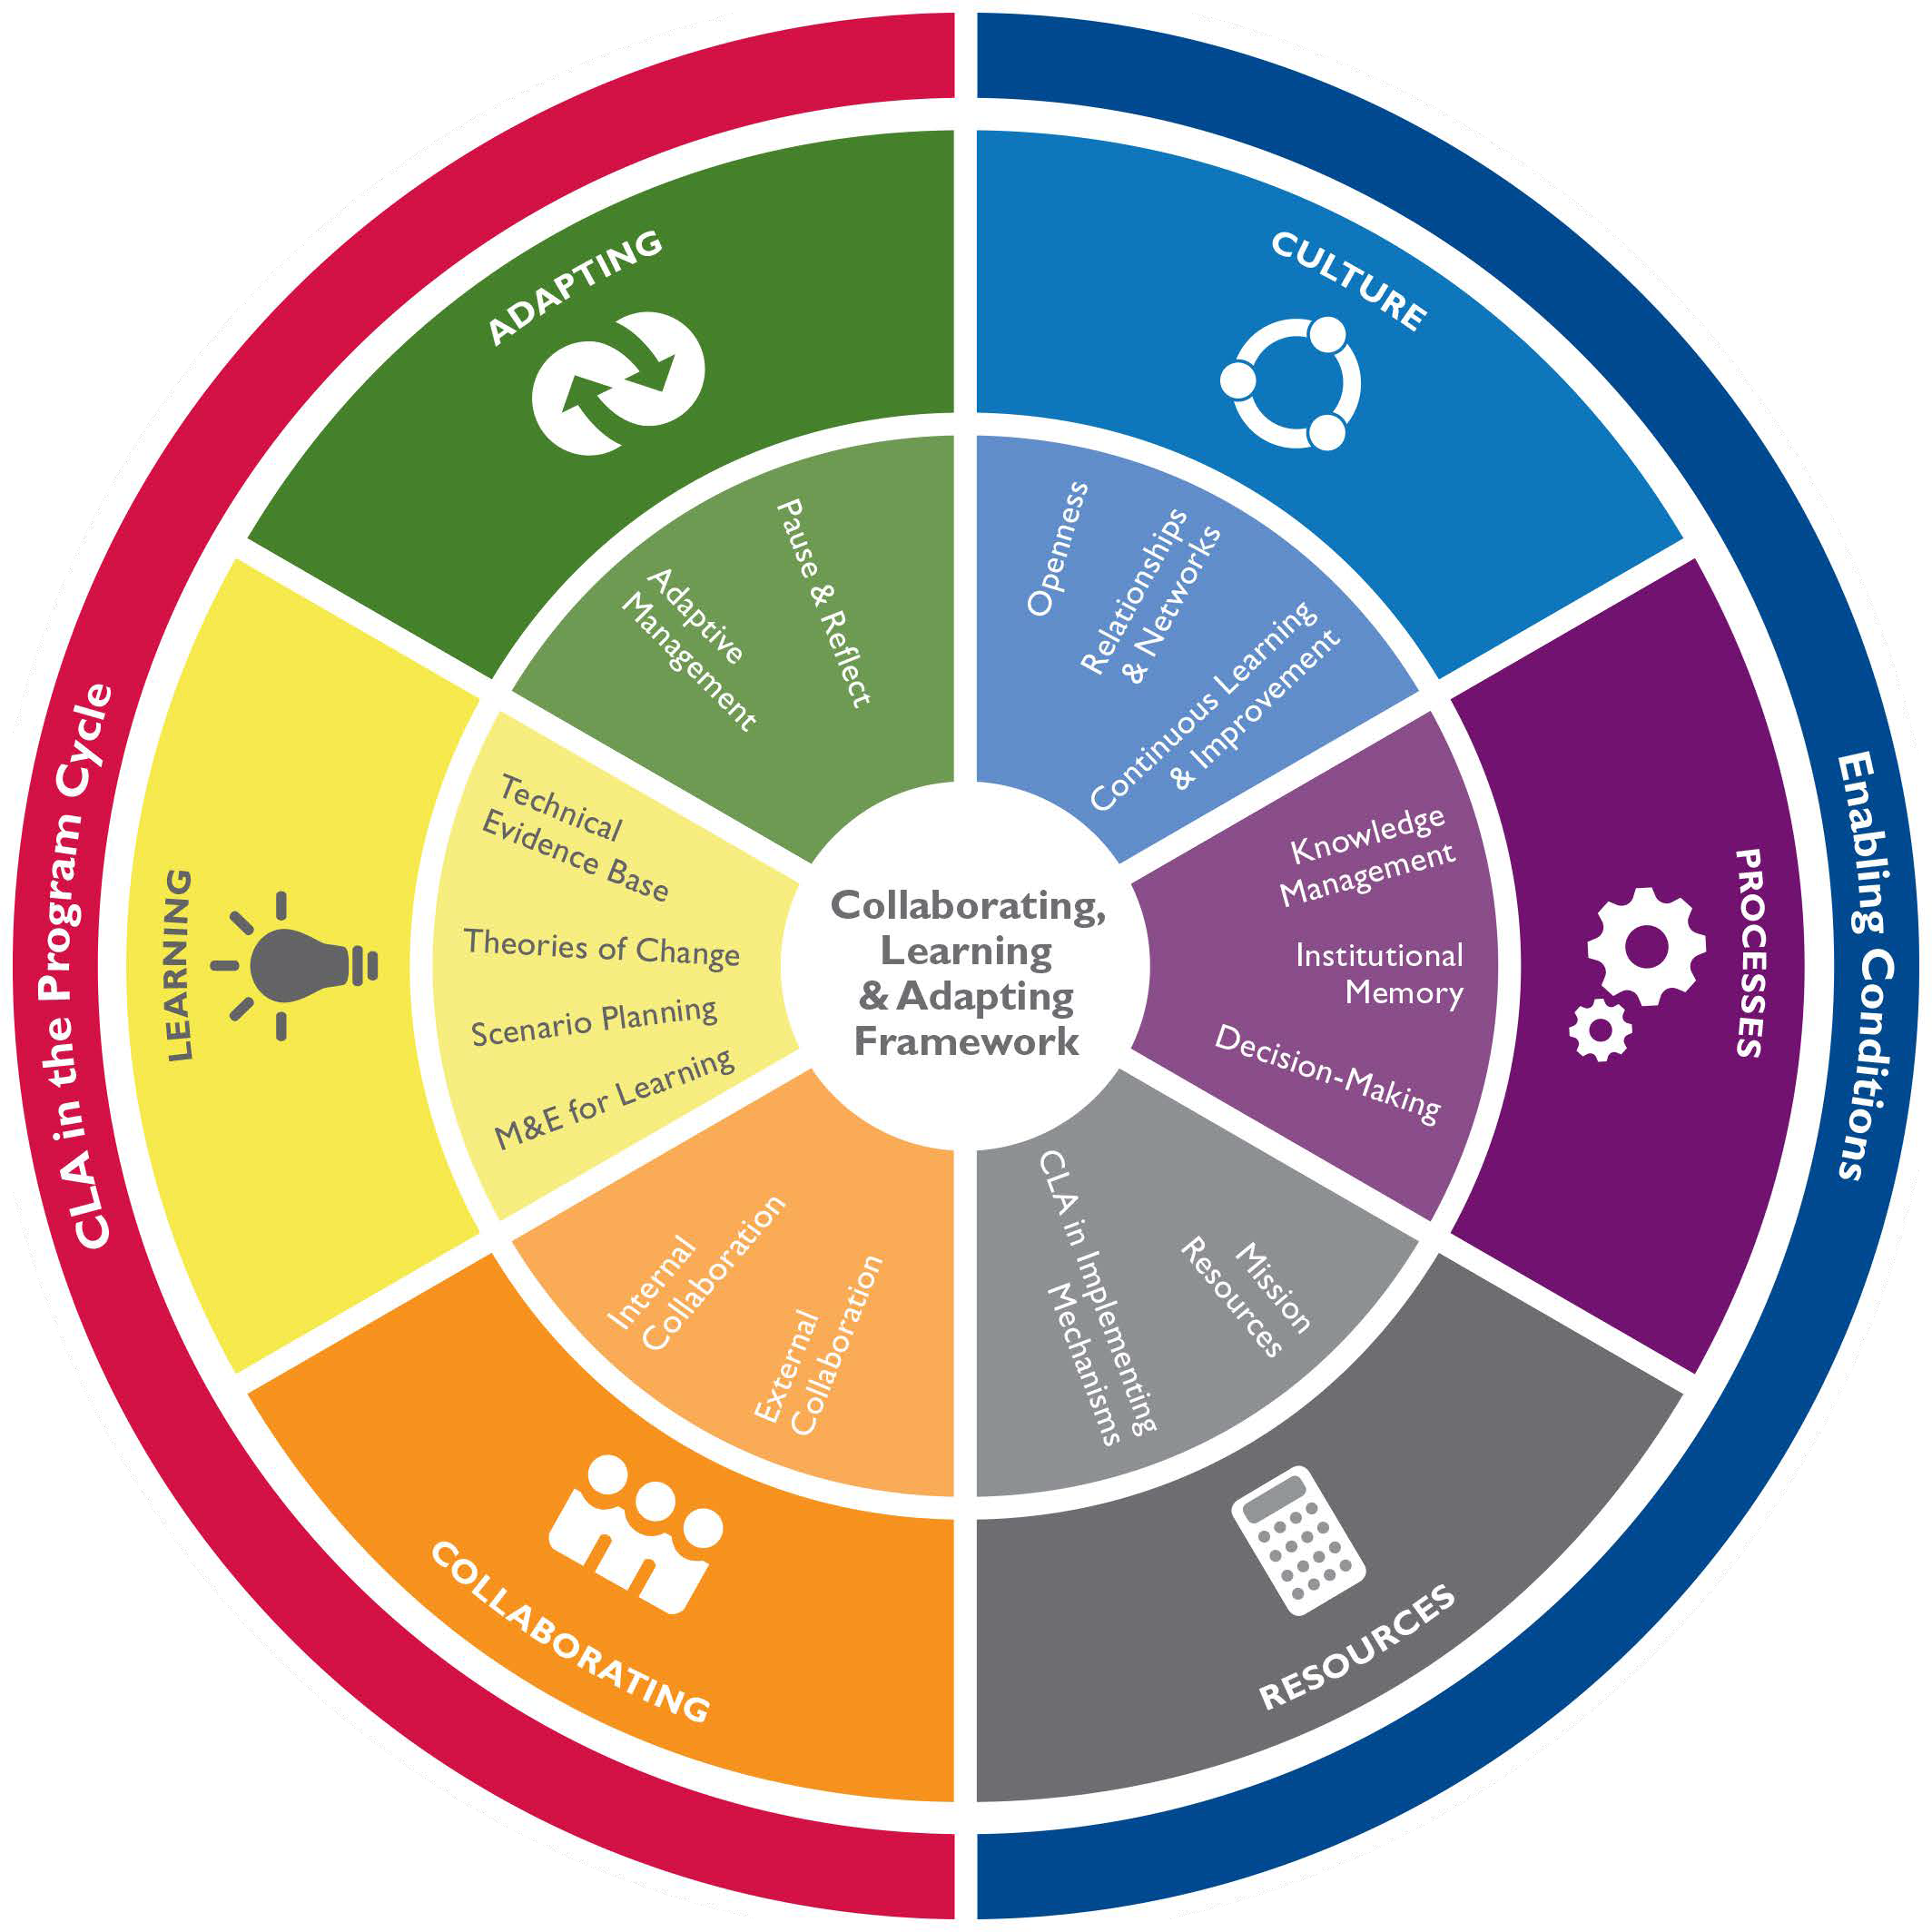 Collaborating,
Learning
& Adapting
Framework
CLA in the Program Cycle
ADAPTING
Adaptive
Management
Pause & Reflect
LEARNING
Technical
Evidence Base
Theories of Change
Scenario Planning
M&E for Learning
COLLABORATING
Internal
Collaboration
External
Collaboration
Enabling Conditions
CULTURE
Openness
Relationships
& Networks
Continuous Learning
& Improvement
PROCESSES
Knowledge
Management
Institutional
Memory
Decision-Making
RESOURCES
Mission
Resources
CLA in Implementing
Mechanisms